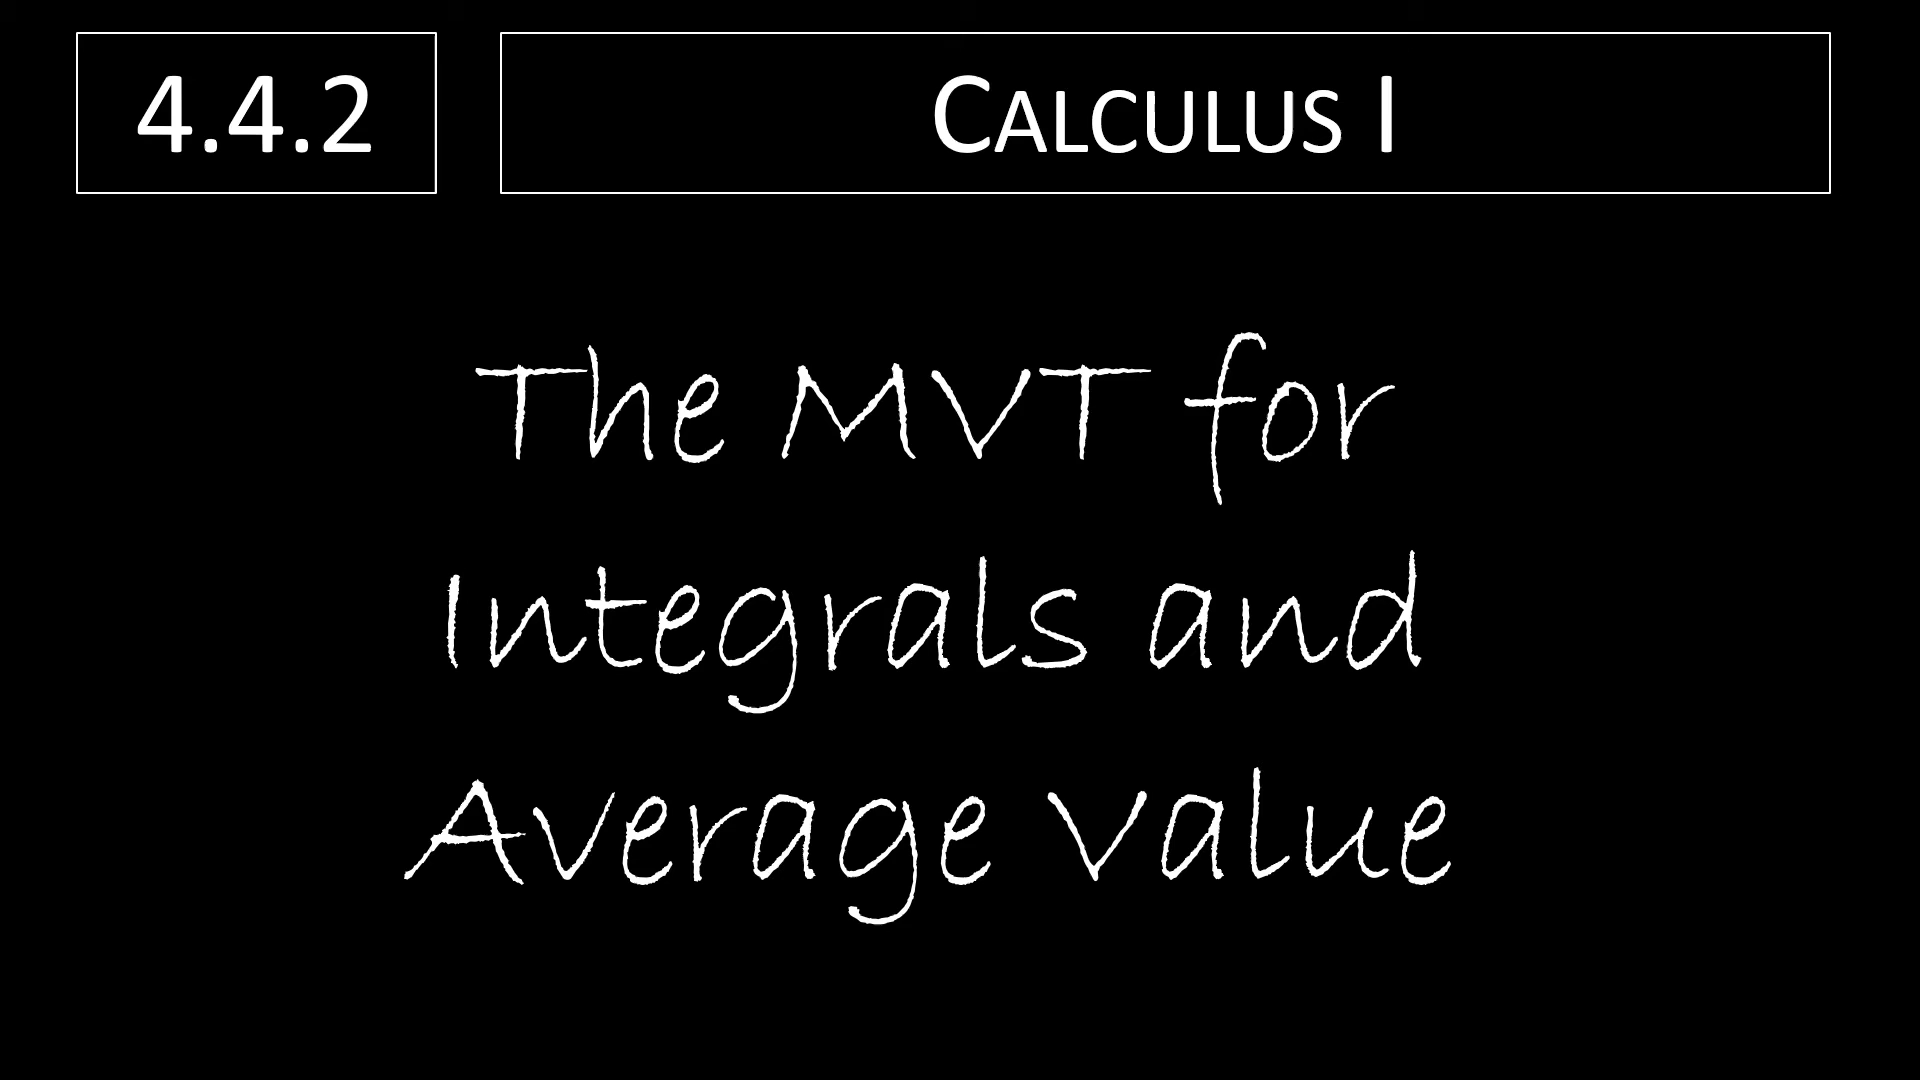 4.4.2
CALCULUS I
The MVT for
Integrals and
Average Value